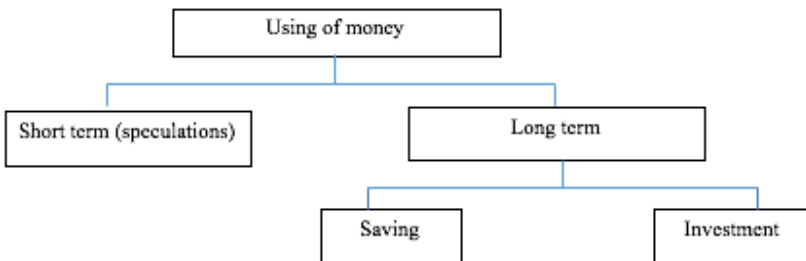 Using of money
Short term (speculations)
Long term
Saving
Investment